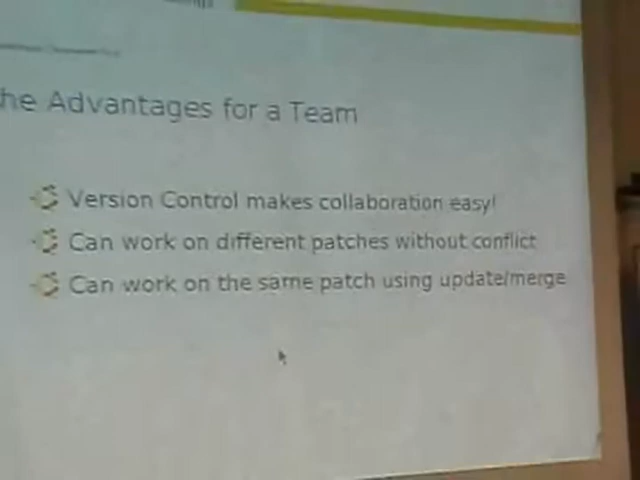 he Advantages for a Team
Version Control makes collaboration easy!
Can work on different patches without conflict
Can work on the same patch using update/merge